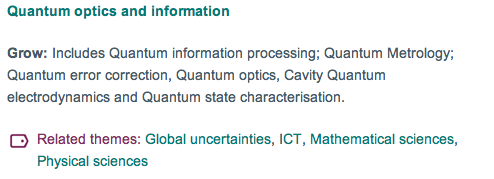 Quantum optics and information
Grow: Includes Quantum information processing; Quantum Metrology;
Quantum error correction, Quantum optics, Cavity Quantum
electrodynamics and Quantum state characterisation.
Related themes: Global uncertainties, ICT, Mathematical sciences,
Physical sciences